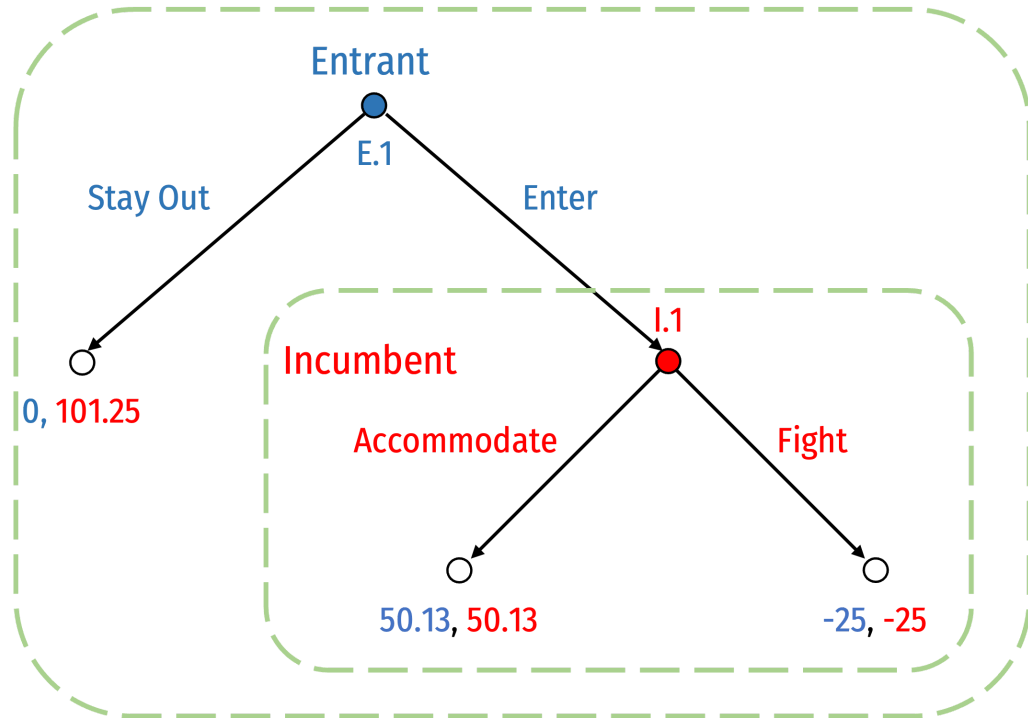 Entrant
E.1
Stay Out
Enter
I.1
Incumbent
0, 101.25
Accommodate
Fight
50.13, 50.13
-25, -25